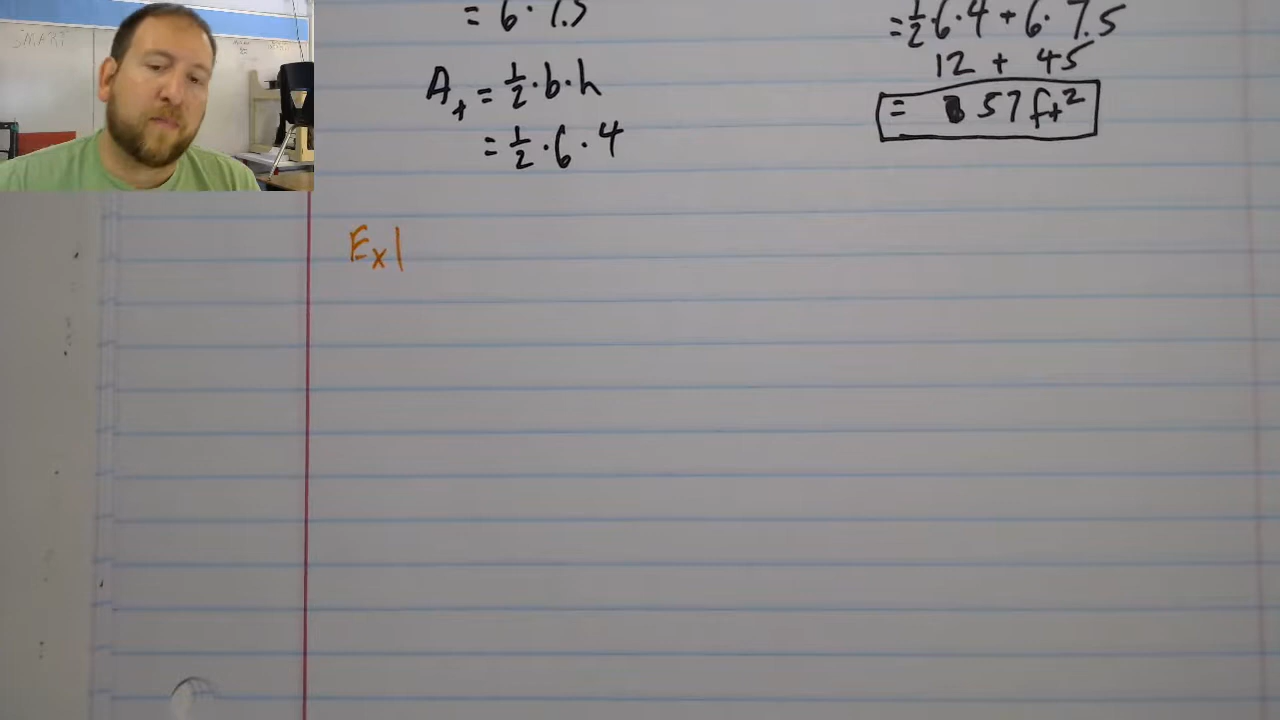 = 6 · 7.5
A_t = 1/2 · b · h
= 1/2 · 6 · 4
= 1/2 · 6 · 4 + 6 · 7.5
12 + 45
= 57 ft²
Ex 1
SMART